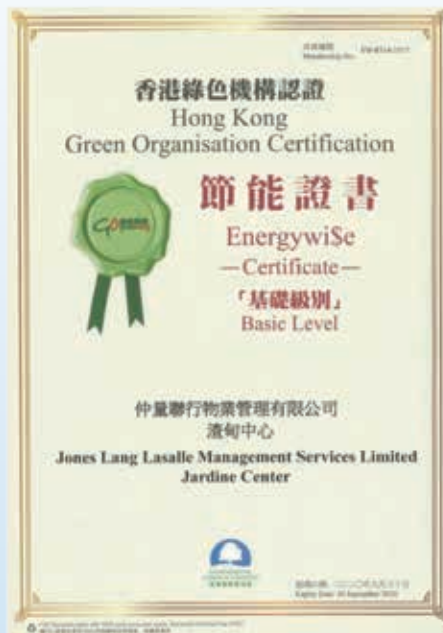 香港綠色機構認證
Hong Kong
Green Organisation Certification
節能證書
Energywi$e
—Certificate—
「基礎級別」
Basic Level
仲量聯行物業管理有限公司
渣甸中心
Jones Lang Lasalle Management Services Limited
Jardine Center